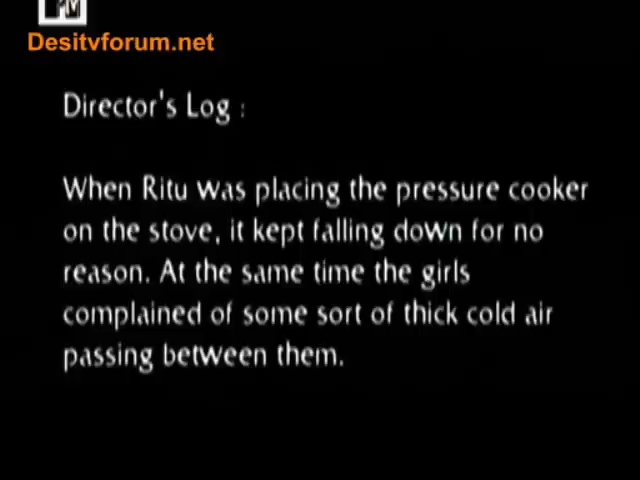 MTV
Desitvforum.net
Director's Log :
When Ritu was placing the pressure cooker
on the stove, it kept falling down for no
reason. At the same time the girls
complained of some sort of thick cold air
passing between them.